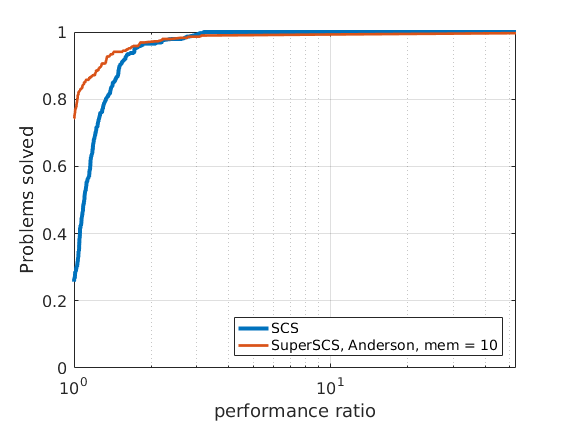 1
0.8
0.6
0.4
0.2
0
Problems solved
10^0
10^1
performance ratio
SCS
SuperSCS, Anderson, mem = 10